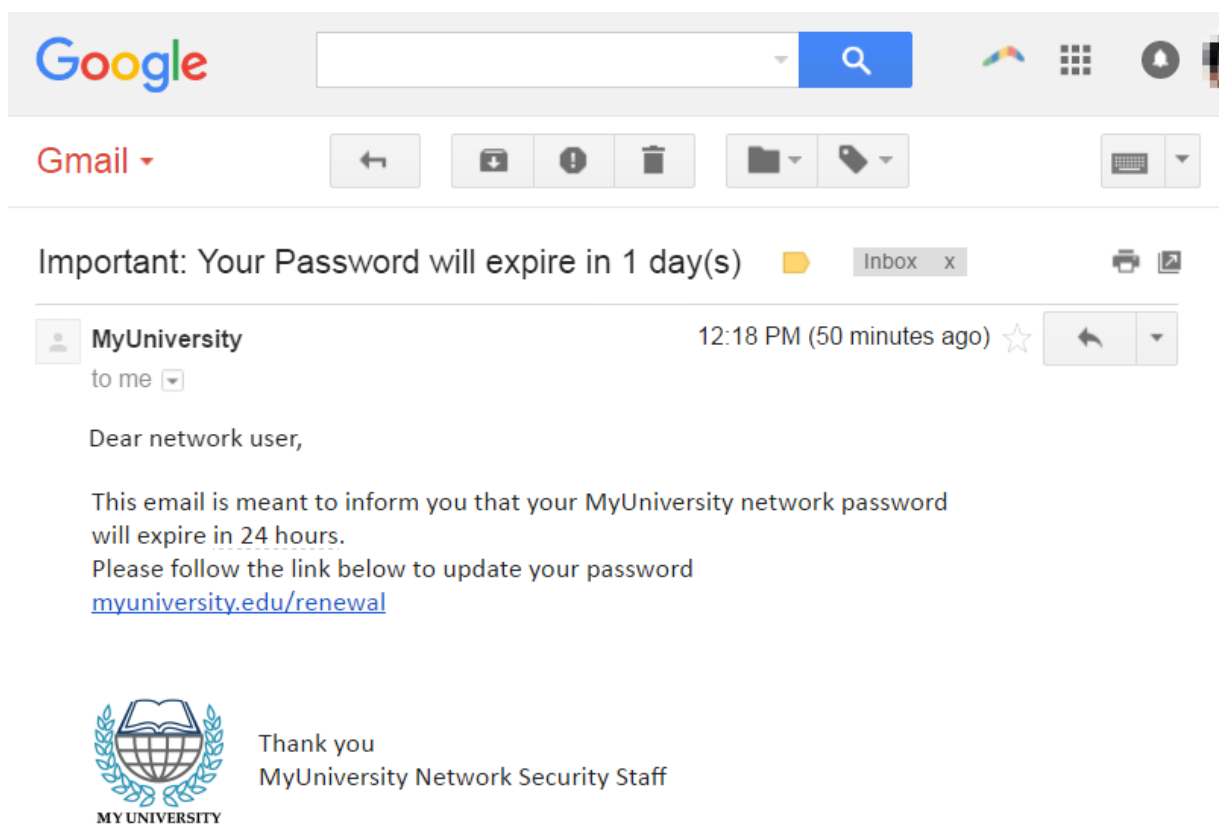 Google
Gmail
Important: Your Password will expire in 1 day(s) Inbox x
MyUniversity 12:18 PM (50 minutes ago)
to me
Dear network user,
This email is meant to inform you that your MyUniversity network password
will expire in 24 hours.
Please follow the link below to update your password
myuniversity.edu/renewal
Thank you
MyUniversity Network Security Staff
MY UNIVERSITY